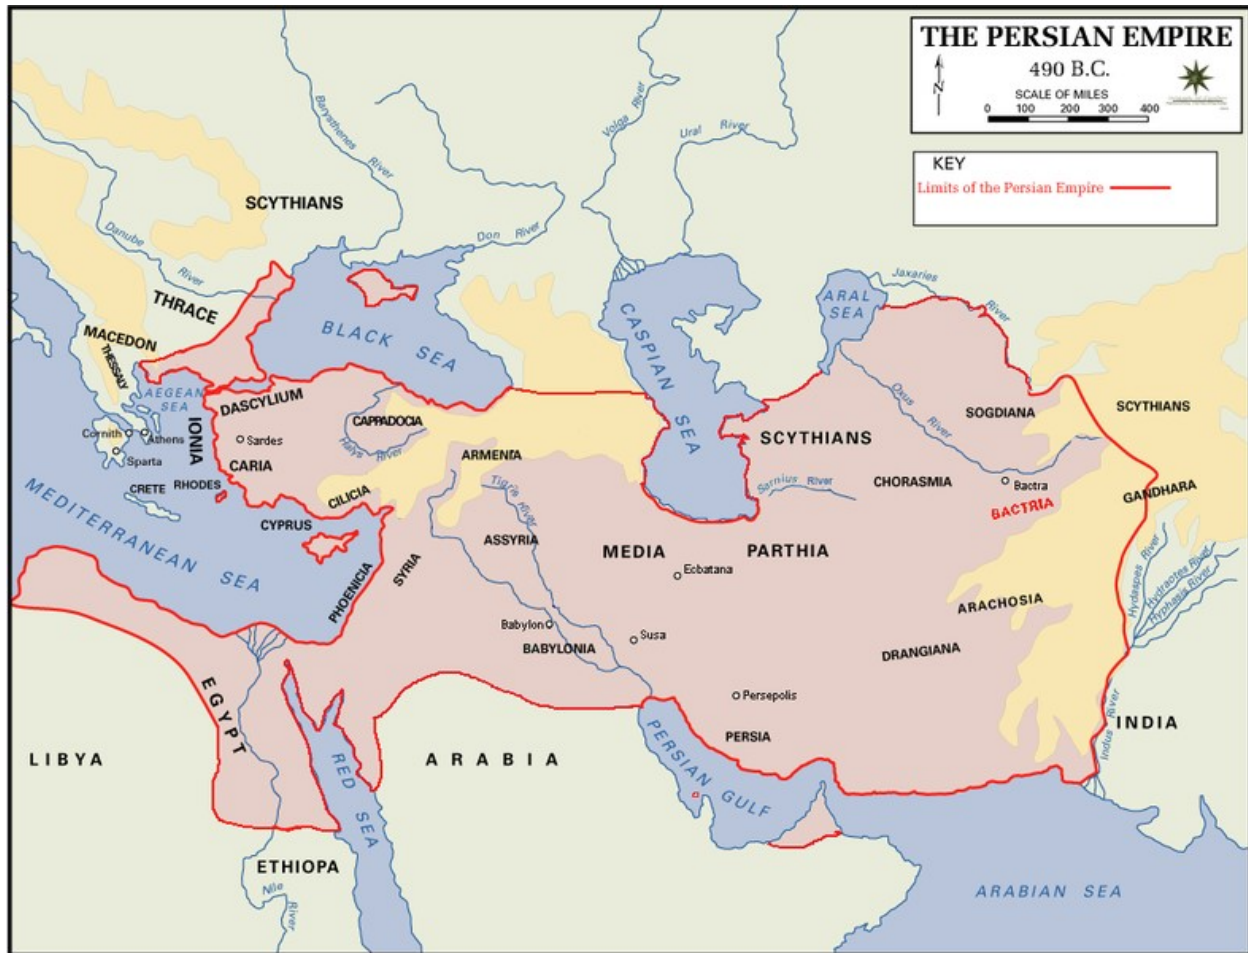 THE PERSIAN EMPIRE
490 B.C.
N
SCALE OF MILES
0 100 200 300 400
KEY
Limits of the Persian Empire
Barysthenes River
Volga River
Ural River
SCYTHIANS
Danube River
Don River
Jaxaries River
ARAL SEA
CASPIAN SEA
BLACK SEA
THRACE
MACEDON
THESSALY
AEGEAN SEA
DASCYLIUM
CAPPADOCIA
Halys River
Oxus River
SOGDIANA
SCYTHIANS
SCYTHIANS
Cornith
Athens
Sparta
IONIA
Sardes
CARIA
ARMENIA
CRETE
RHODES
CILICIA
Tigris River
Sarnius River
CHORASMIA
Bactra
BACTRIA
GANDHARA
MEDITERRANEAN SEA
CYPRUS
PHOENICIA
SYRIA
ASSYRIA
MEDIA
PARTHIA
Ecbatana
Hydaspes River
Hydraotes River
Hyphasis River
ARACHOSIA
Babylon
BABYLONIA
Susa
DRANGIANA
EGYPT
Persepolis
PERSIA
Indus River
INDIA
LIBYA
RED SEA
ARABIA
PERSIAN GULF
ETHIOPA
Nile River
ARABIAN SEA